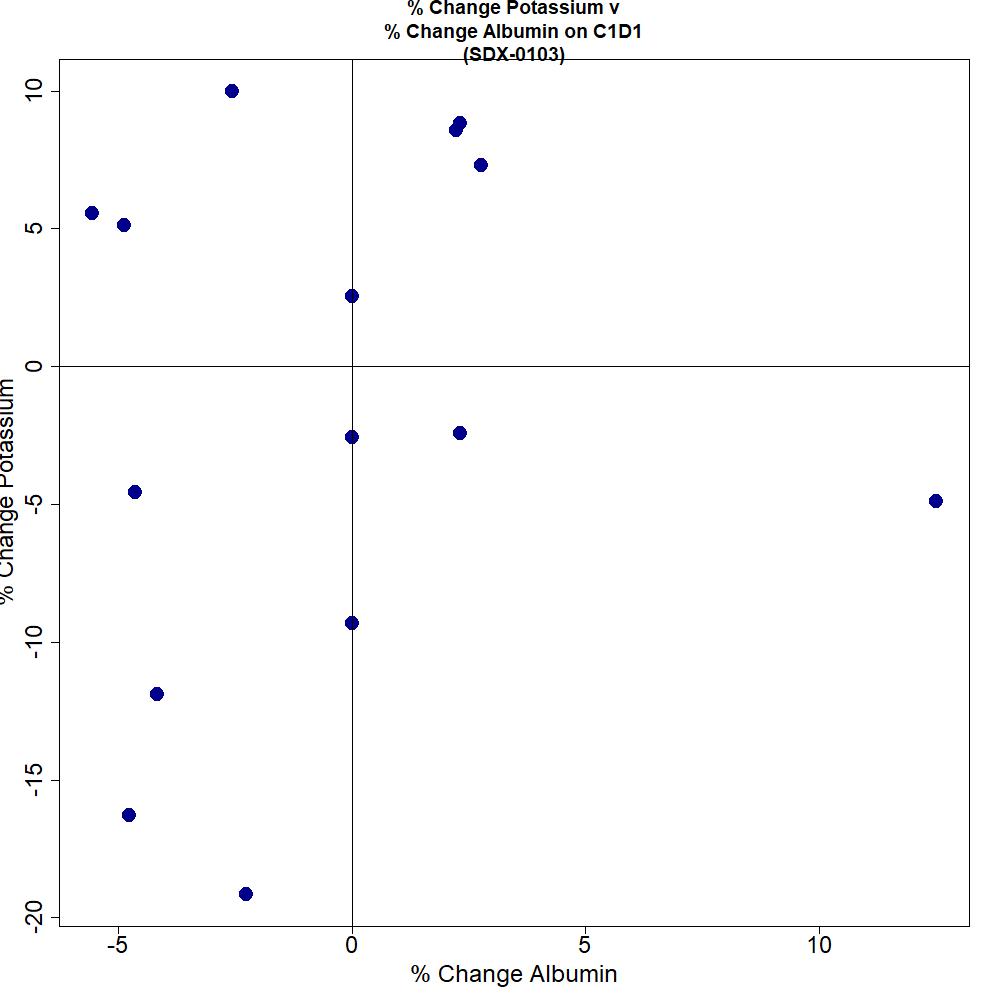 % Change Potassium v
% Change Albumin on C1D1
(SDX-0103)
10
5
0
-5
-10
-15
-20
% Change Potassium
-5
0
5
10
% Change Albumin